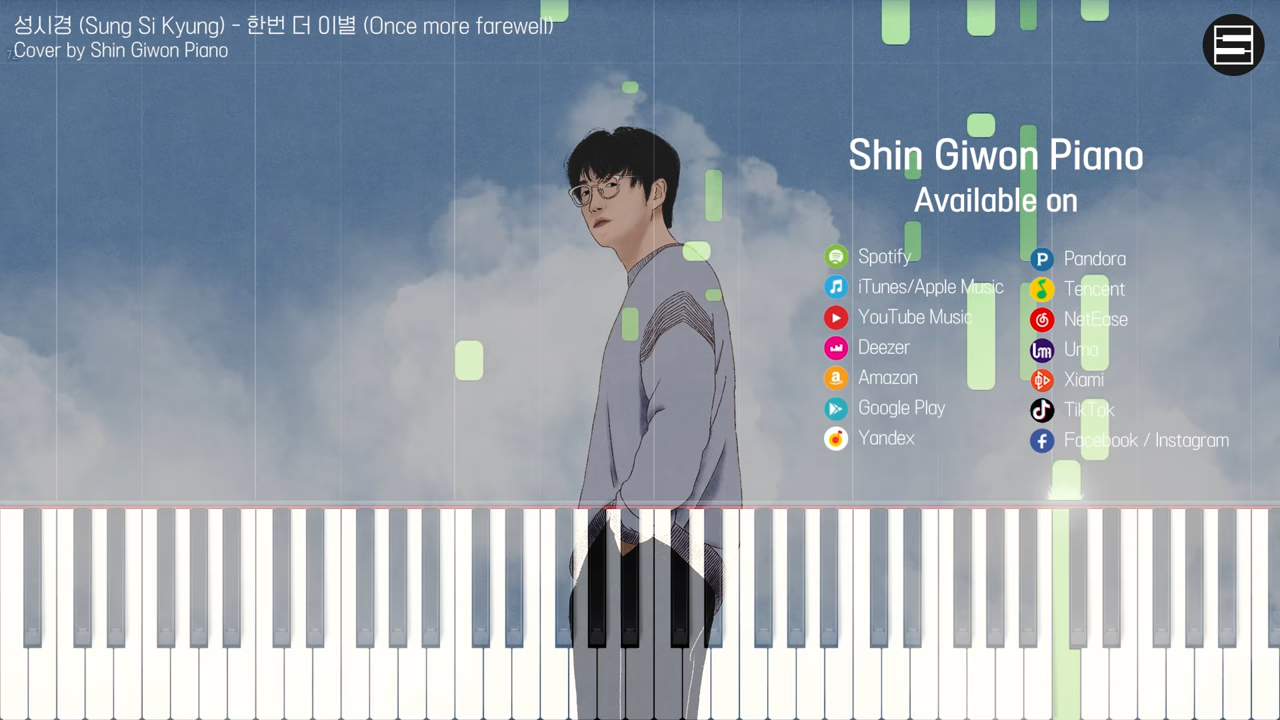 성시경 (Sung Si Kyung) - 한번 더 이별 (Once more farewell)
Cover by Shin Giwon Piano
Shin Giwon Piano
Available on
Spotify
iTunes/Apple Music
YouTube Music
Deezer
Amazon
Google Play
Yandex
Pandora
Tencent
NetEase
Uma
Xiami
TikTok
Facebook / Instagram